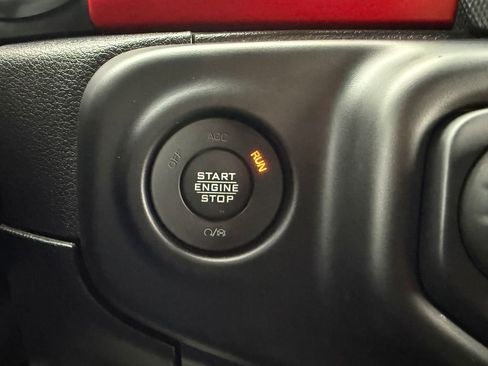 ACC
OFF
RUN
START
ENGINE
STOP